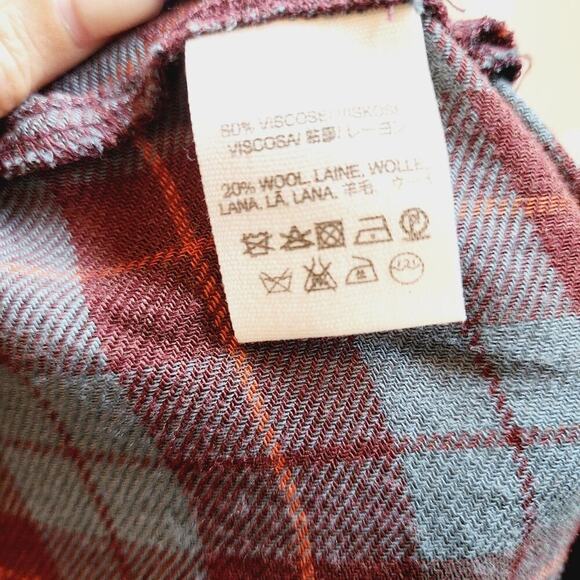 80% VISCOSE/ VISKOSE
VISCOSA/ 粘膠/ レーヨン
20% WOOL, LAINE, WOLLE,
LANA, LÃ, LANA, 羊毛, ウール